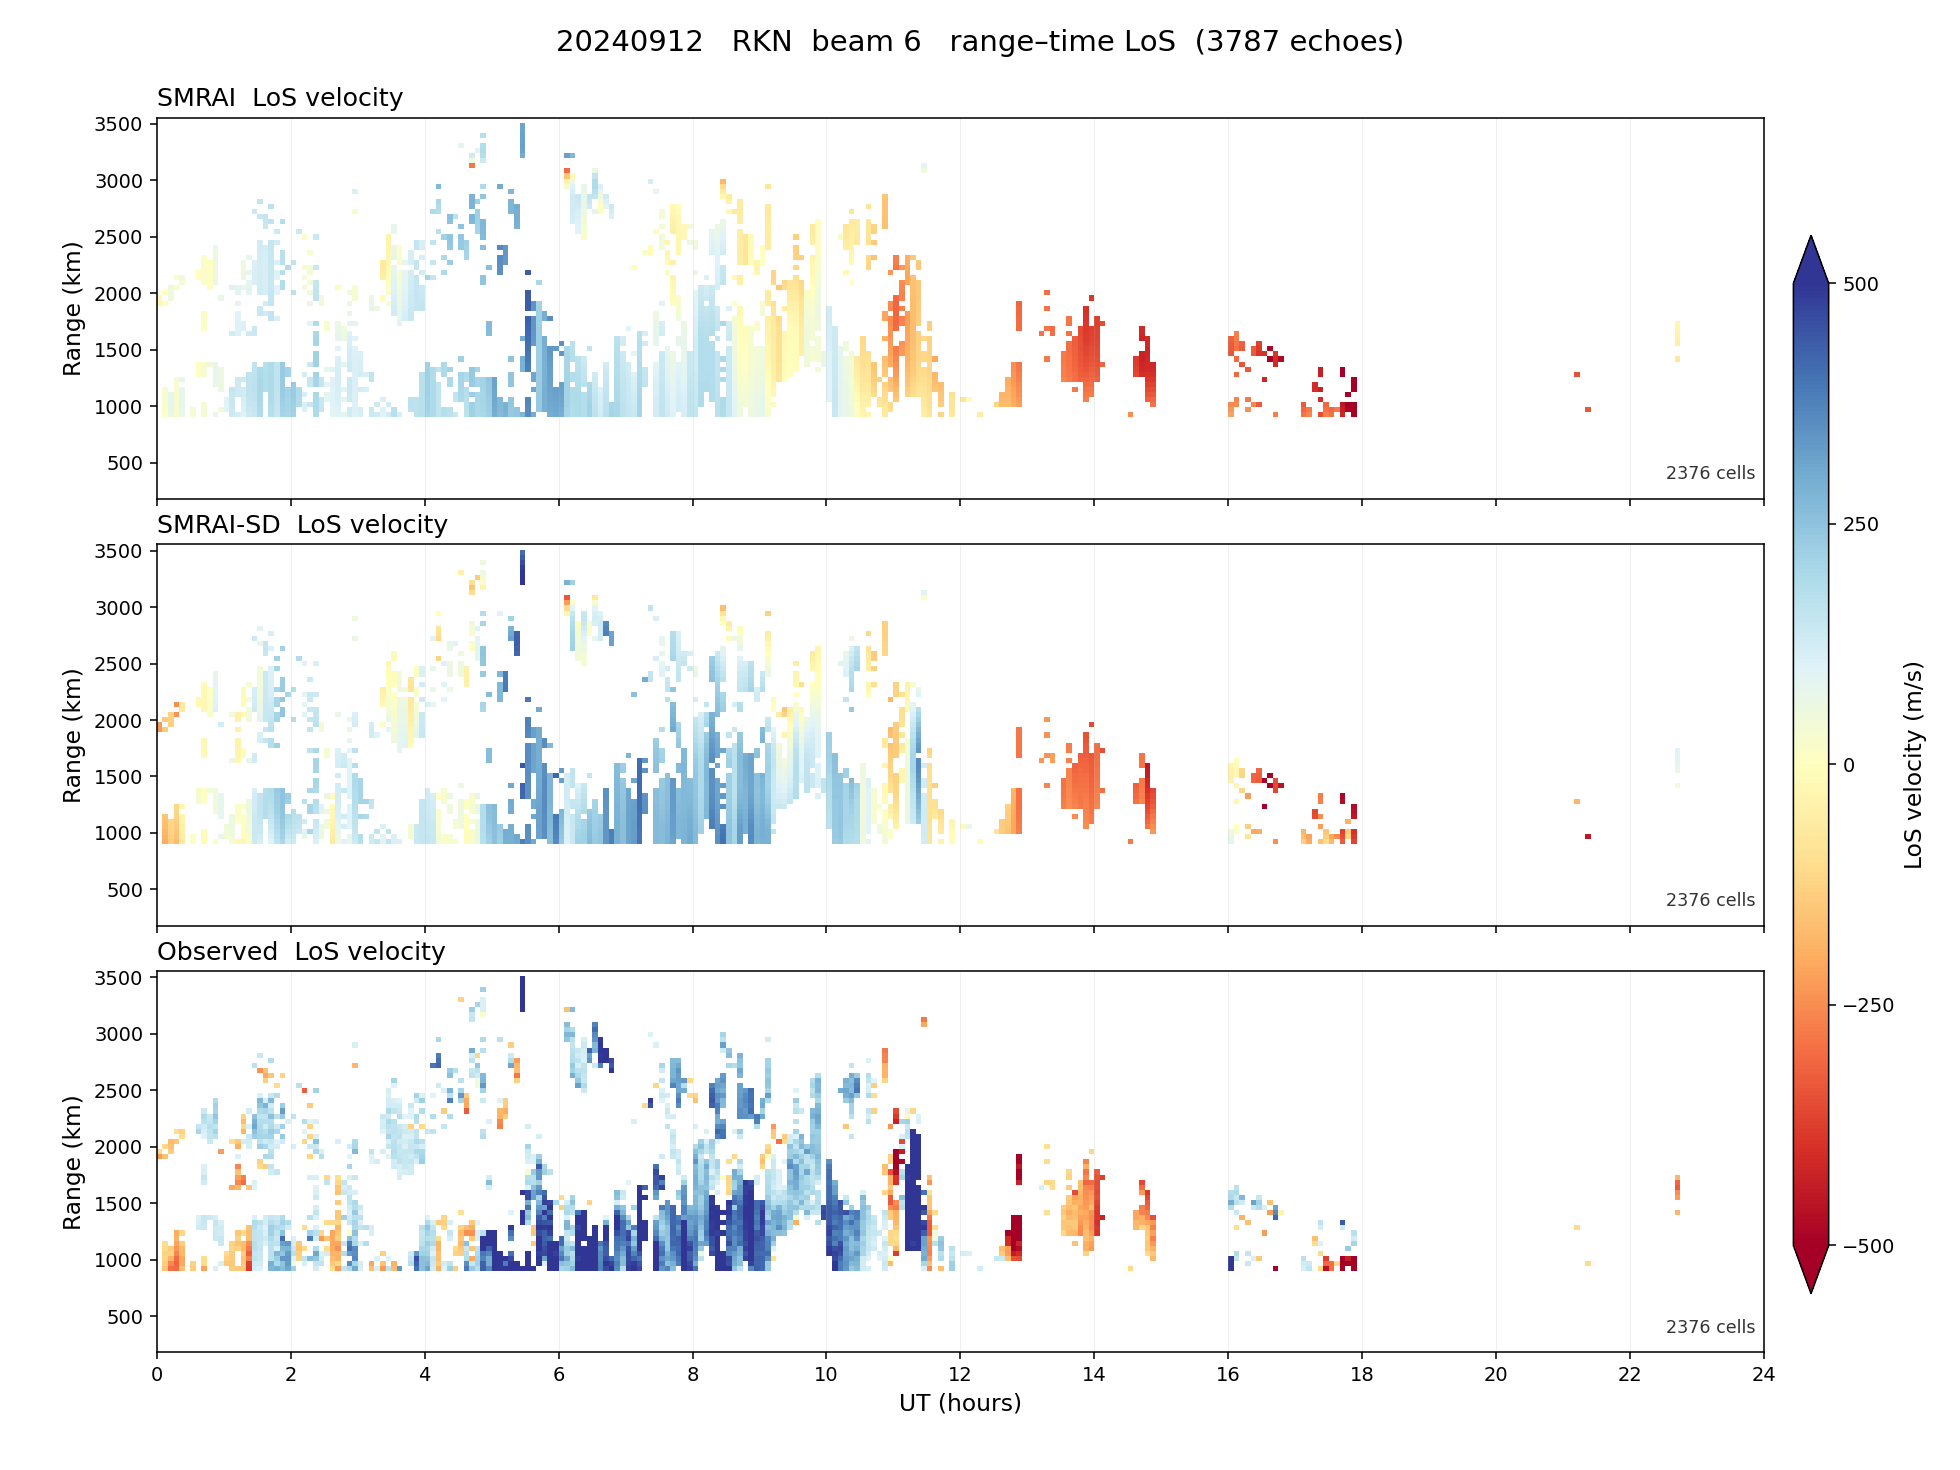 20240912   RKN  beam 6   range–time LoS  (3787 echoes)
SMRAI  LoS velocity
3500
3000
2500
2000
1500
1000
500
Range (km)
2376 cells
SMRAI-SD  LoS velocity
3500
3000
2500
2000
1500
1000
500
Range (km)
2376 cells
Observed  LoS velocity
3500
3000
2500
2000
1500
1000
500
Range (km)
2376 cells
0 2 4 6 8 10 12 14 16 18 20 22 24
UT (hours)
500
250
0
−250
−500
LoS velocity (m/s)